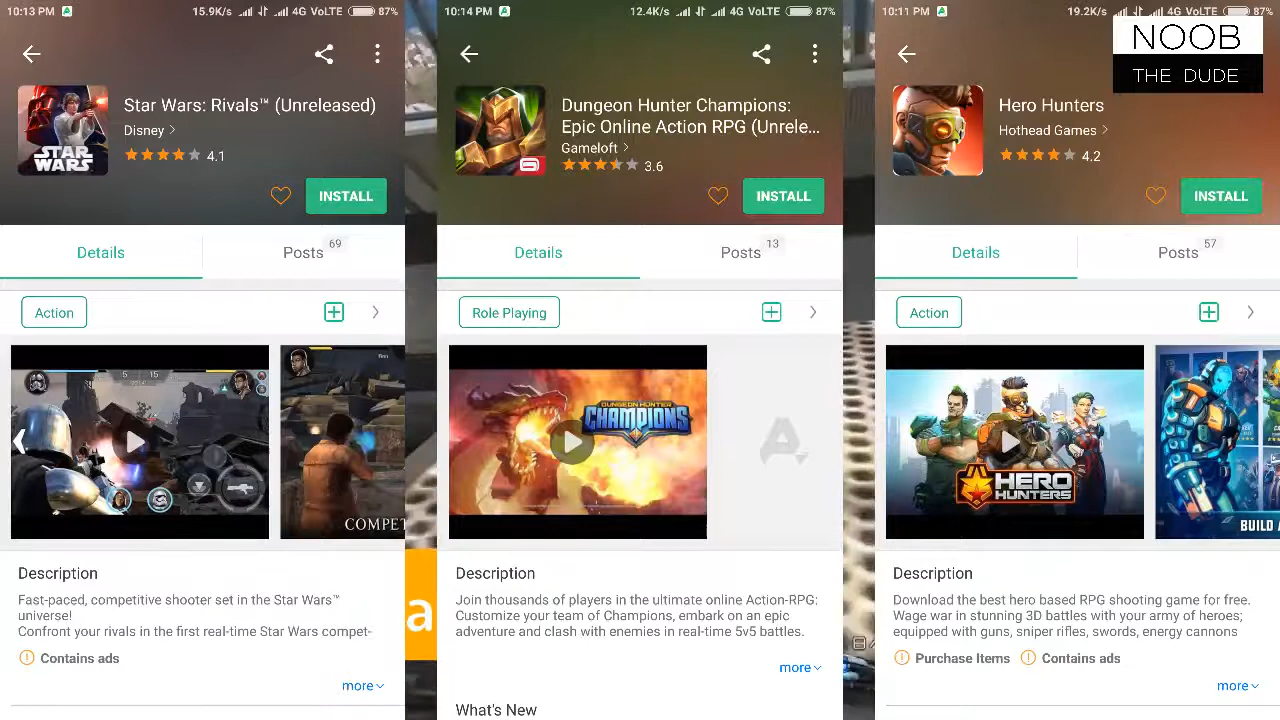 10:13 PM
15.9K/s
4G VoLTE
87%
Star Wars: Rivals™ (Unreleased)
Disney
4.1
STAR
WARS
INSTALL
Details
Posts
69
Action
5
15
COMPET
Description
Fast-paced, competitive shooter set in the Star Wars™
universe!
Confront your rivals in the first real-time Star Wars compet-
Contains ads
more
a
10:14 PM
12.4K/s
4G VoLTE
87%
Dungeon Hunter Champions:
Epic Online Action RPG (Unrele...
Gameloft
3.6
INSTALL
Details
Posts
13
Role Playing
DUNGEON HUNTER
CHAMPIONS
Description
Join thousands of players in the ultimate online Action-RPG:
Customize your team of Champions, embark on an epic
adventure and clash with enemies in real-time 5v5 battles.
more
What's New
10:11 PM
19.2K/s
4G VoLTE
87%
NOOB
THE DUDE
Hero Hunters
Hothead Games
4.2
INSTALL
Details
Posts
57
Action
HERO
HUNTERS
BUILD A
Description
Download the best hero based RPG shooting game for free.
Wage war in stunning 3D battles with your army of heroes;
equipped with guns, sniper rifles, swords, energy cannons
Purchase Items
Contains ads
more